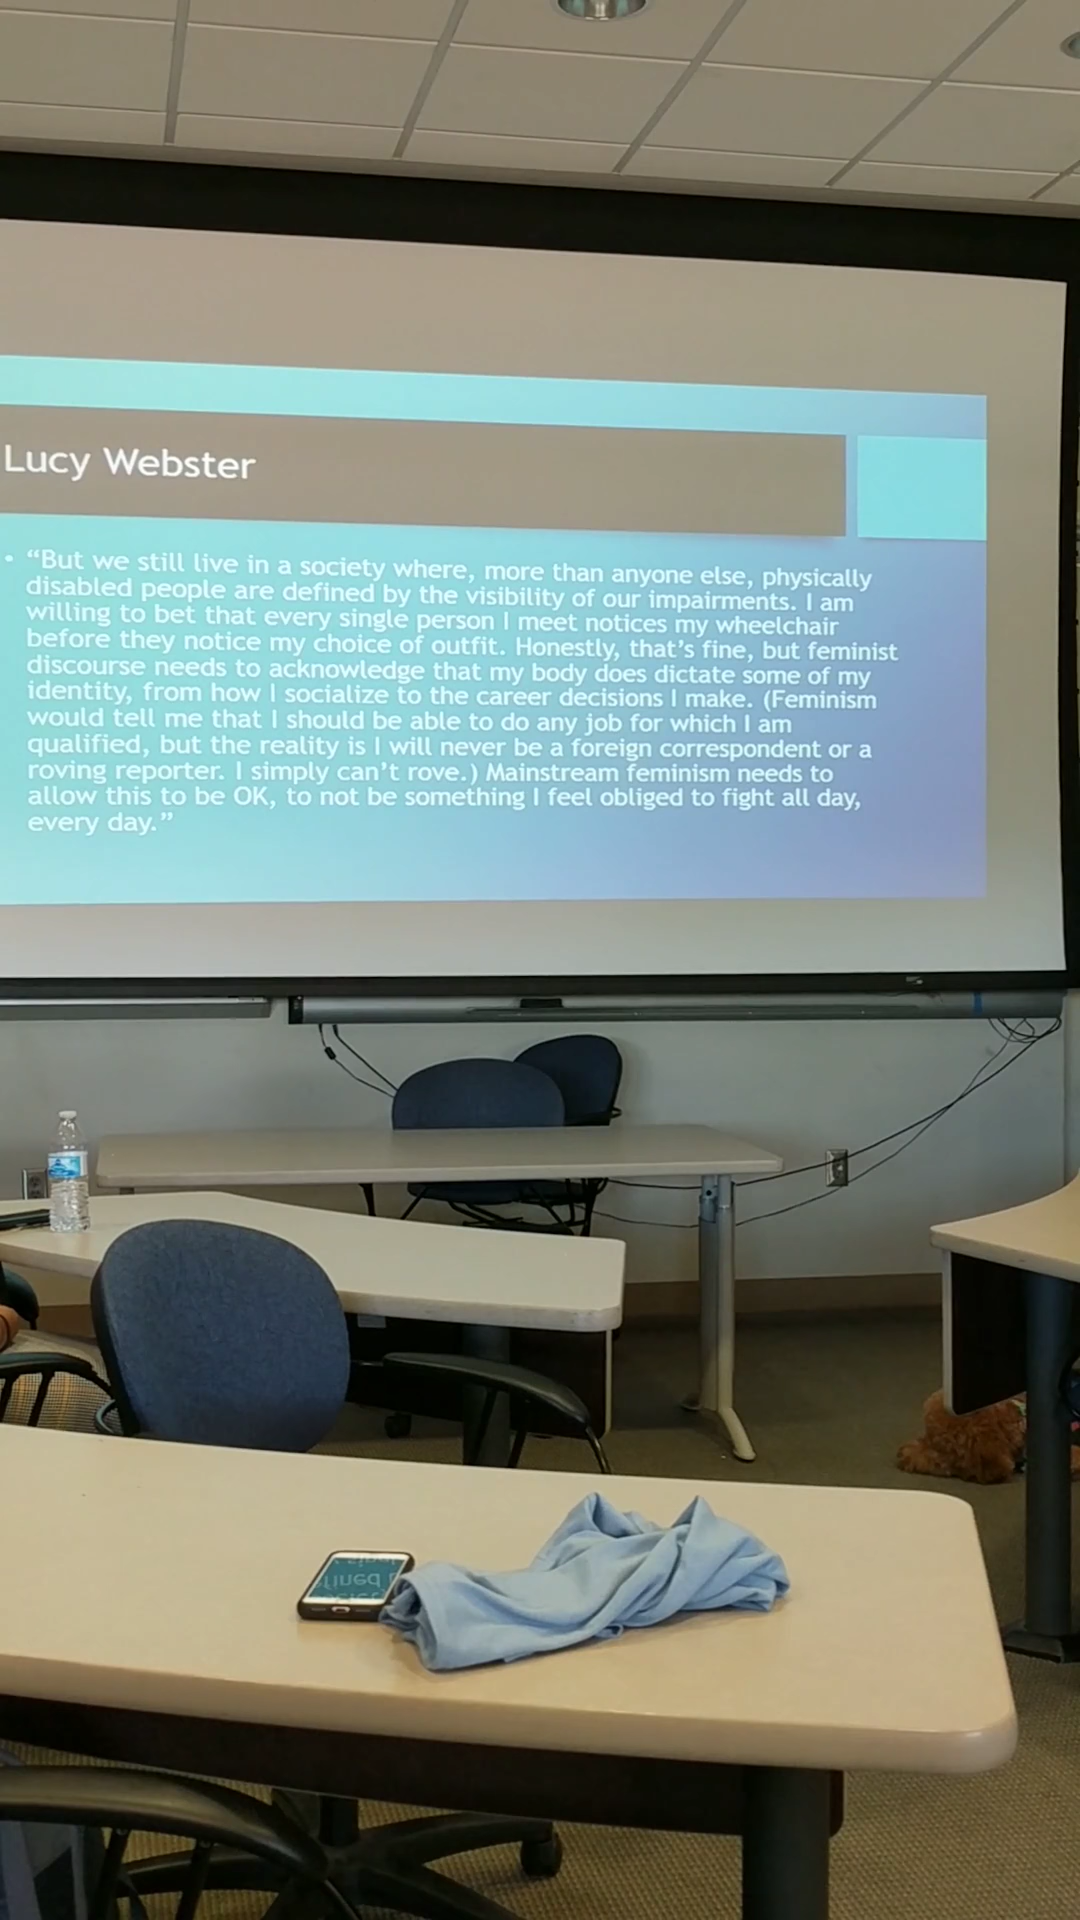 Lucy Webster
• “But we still live in a society where, more than anyone else, physically
disabled people are defined by the visibility of our impairments. I am
willing to bet that every single person I meet notices my wheelchair
before they notice my choice of outfit. Honestly, that’s fine, but feminist
discourse needs to acknowledge that my body does dictate some of my
identity, from how I socialize to the career decisions I make. (Feminism
would tell me that I should be able to do any job for which I am
qualified, but the reality is I will never be a foreign correspondent or a
roving reporter. I simply can’t rove.) Mainstream feminism needs to
allow this to be OK, to not be something I feel obliged to fight all day,
every day.”